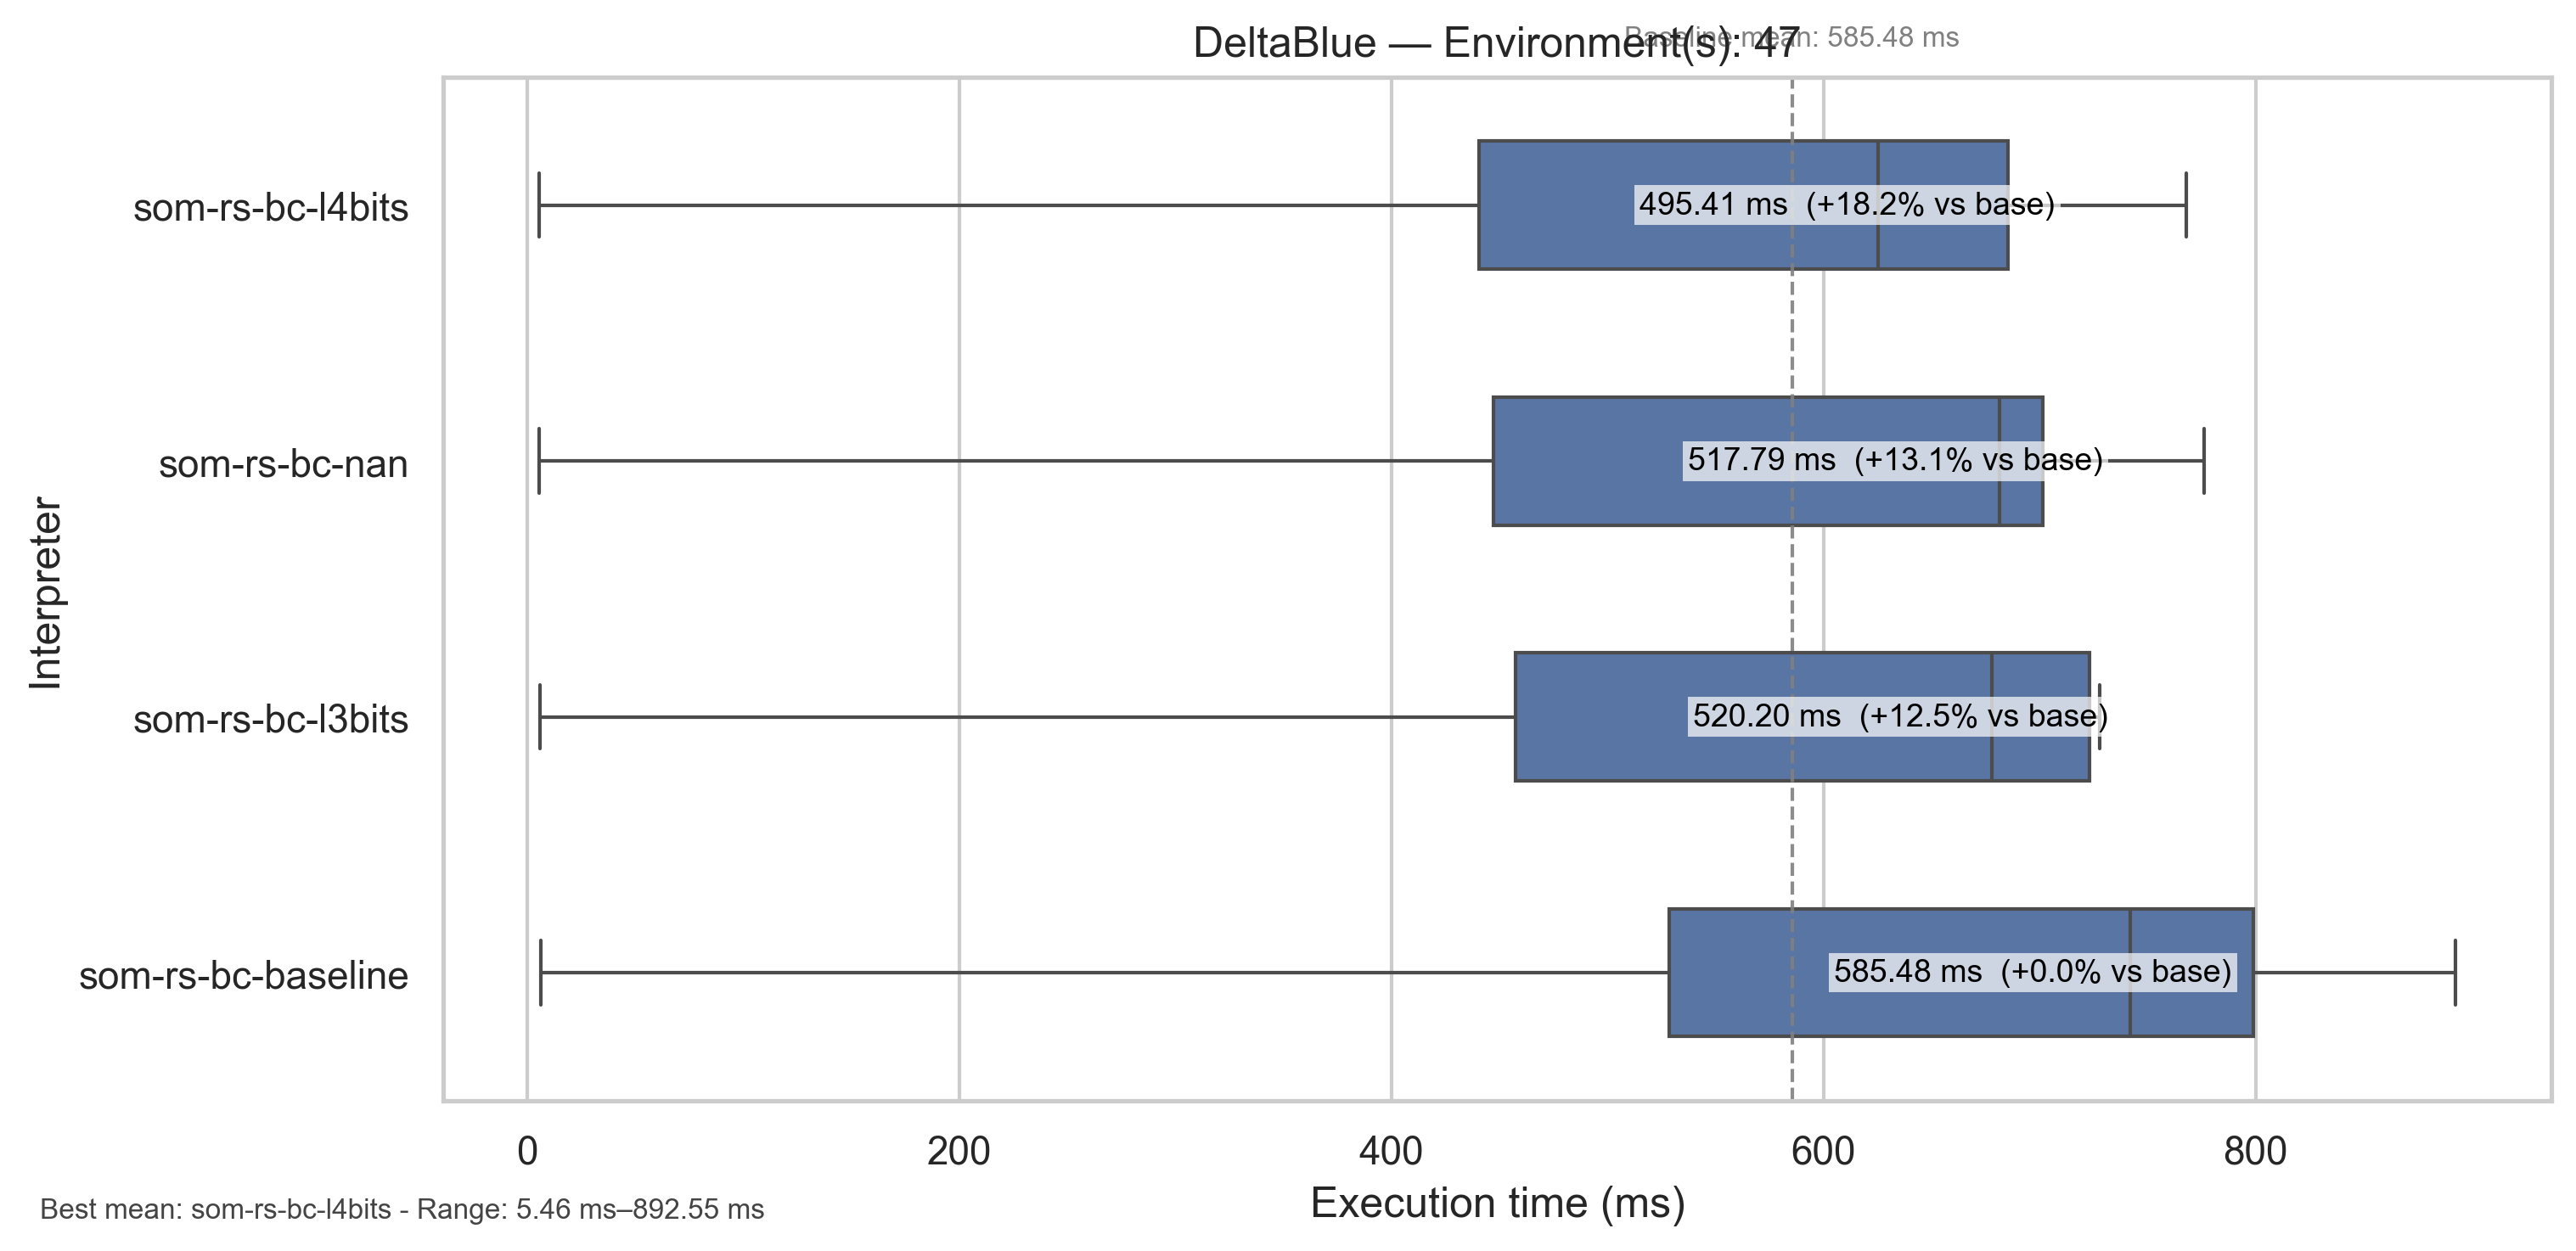 DeltaBlue — Environment(s): 47
Baseline mean: 585.48 ms
som-rs-bc-l4bits
495.41 ms (+18.2% vs base)
som-rs-bc-nan
517.79 ms (+13.1% vs base)
Interpreter
som-rs-bc-l3bits
520.20 ms (+12.5% vs base)
som-rs-bc-baseline
585.48 ms (+0.0% vs base)
0 200 400 600 800
Execution time (ms)
Best mean: som-rs-bc-l4bits - Range: 5.46 ms–892.55 ms